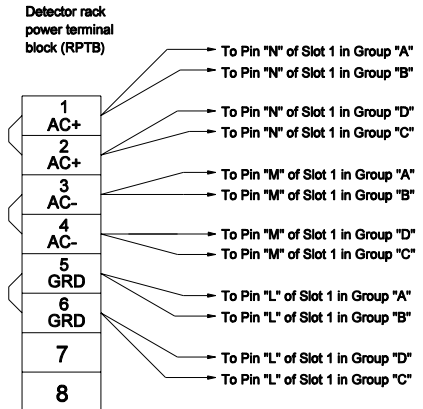 Detector rack
power terminal
block (RPTB)
To Pin "N" of Slot 1 in Group "A"
To Pin "N" of Slot 1 in Group "B"
1
AC+
To Pin "N" of Slot 1 in Group "D"
To Pin "N" of Slot 1 in Group "C"
2
AC+
To Pin "M" of Slot 1 in Group "A"
To Pin "M" of Slot 1 in Group "B"
3
AC-
To Pin "M" of Slot 1 in Group "D"
To Pin "M" of Slot 1 in Group "C"
4
AC-
5
GRD
To Pin "L" of Slot 1 in Group "A"
To Pin "L" of Slot 1 in Group "B"
6
GRD
To Pin "L" of Slot 1 in Group "D"
To Pin "L" of Slot 1 in Group "C"
7
8